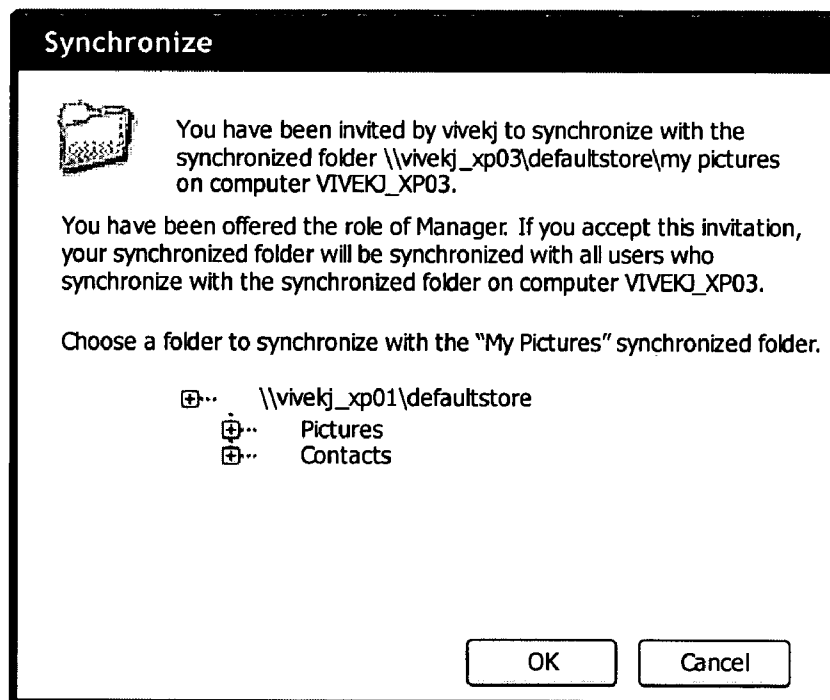 Synchronize
You have been invited by vivekj to synchronize with the
synchronized folder \\vivekj_xp03\defaultstore\my pictures
on computer VIVEKJ_XP03.
You have been offered the role of Manager. If you accept this invitation,
your synchronized folder will be synchronized with all users who
synchronize with the synchronized folder on computer VIVEKJ_XP03.
Choose a folder to synchronize with the “My Pictures” synchronized folder.
\\vivekj_xp01\defaultstore
Pictures
Contacts
OK Cancel